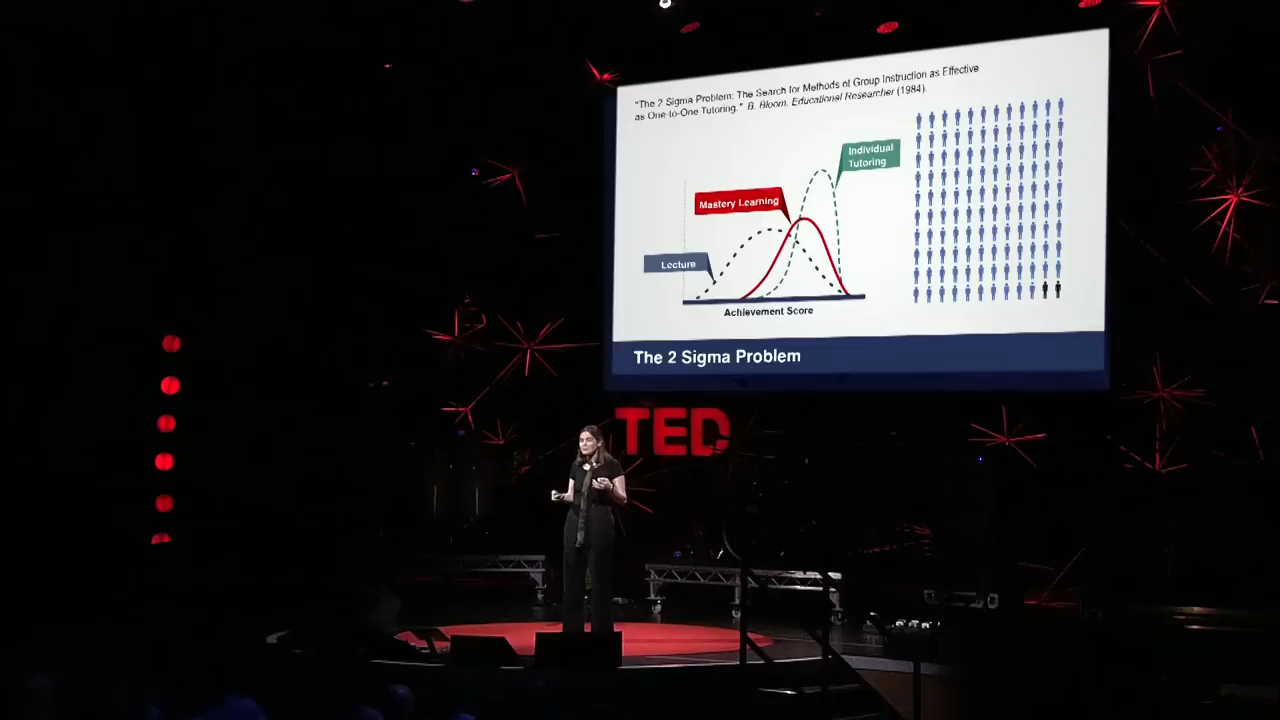 "The 2 Sigma Problem: The Search for Methods of Group Instruction as Effective
as One-to-One Tutoring." B. Bloom, Educational Researcher (1984).
Individual
Tutoring
Mastery Learning
Lecture
Achievement Score
The 2 Sigma Problem
TED